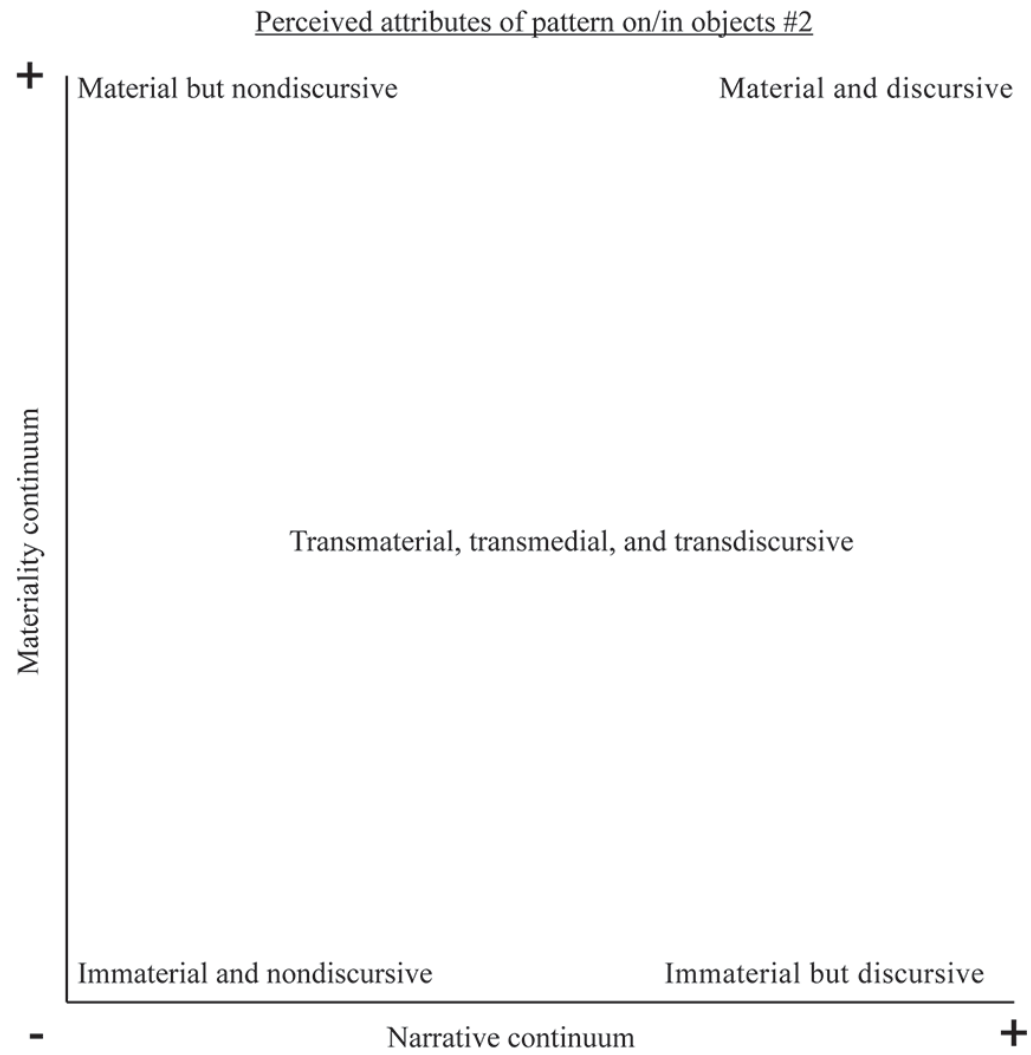 Perceived attributes of pattern on/in objects #2
+
Material but nondiscursive
Material and discursive
Materiality continuum
Transmaterial, transmedial, and transdiscursive
Immaterial and nondiscursive
Immaterial but discursive
-
Narrative continuum
+